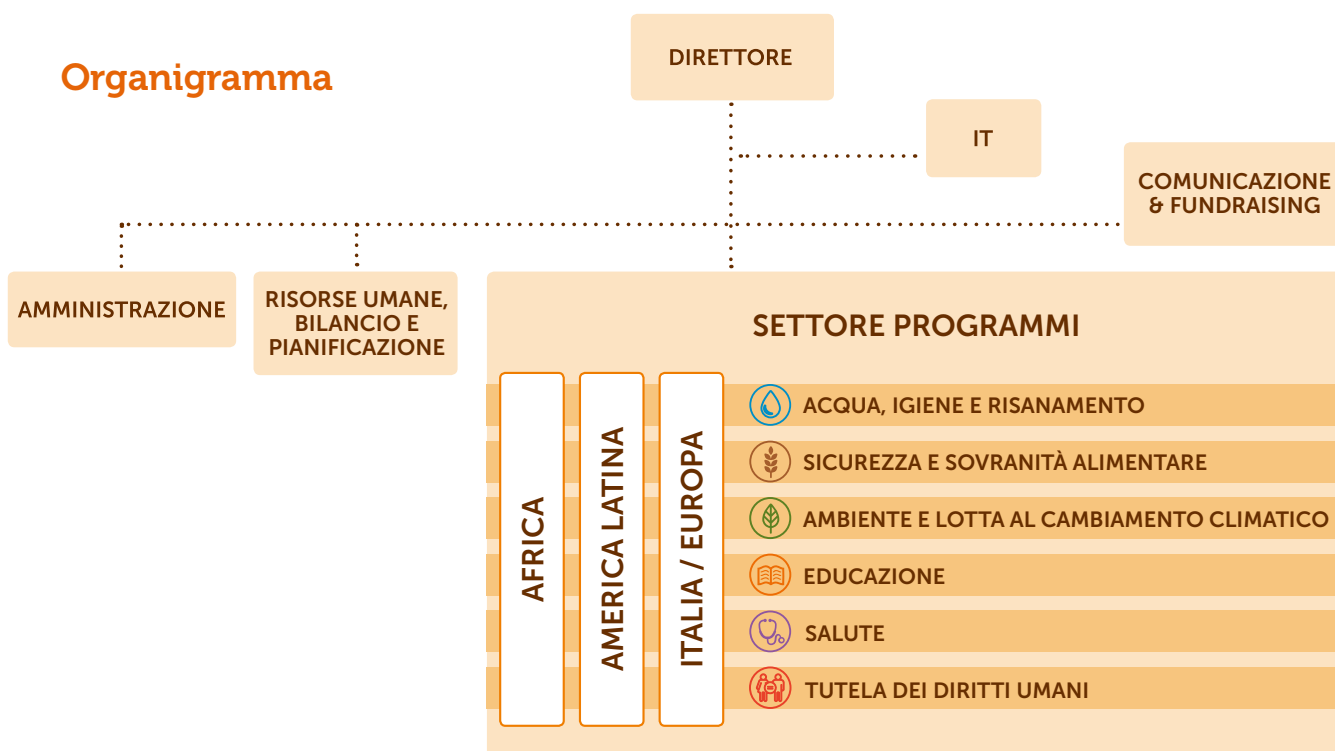 Organigramma
DIRETTORE
IT
COMUNICAZIONE
& FUNDRAISING
AMMINISTRAZIONE
RISORSE UMANE,
BILANCIO E
PIANIFICAZIONE
SETTORE PROGRAMMI
AFRICA
AMERICA LATINA
ITALIA / EUROPA
ACQUA, IGIENE E RISANAMENTO
SICUREZZA E SOVRANITÀ ALIMENTARE
AMBIENTE E LOTTA AL CAMBIAMENTO CLIMATICO
EDUCAZIONE
SALUTE
TUTELA DEI DIRITTI UMANI